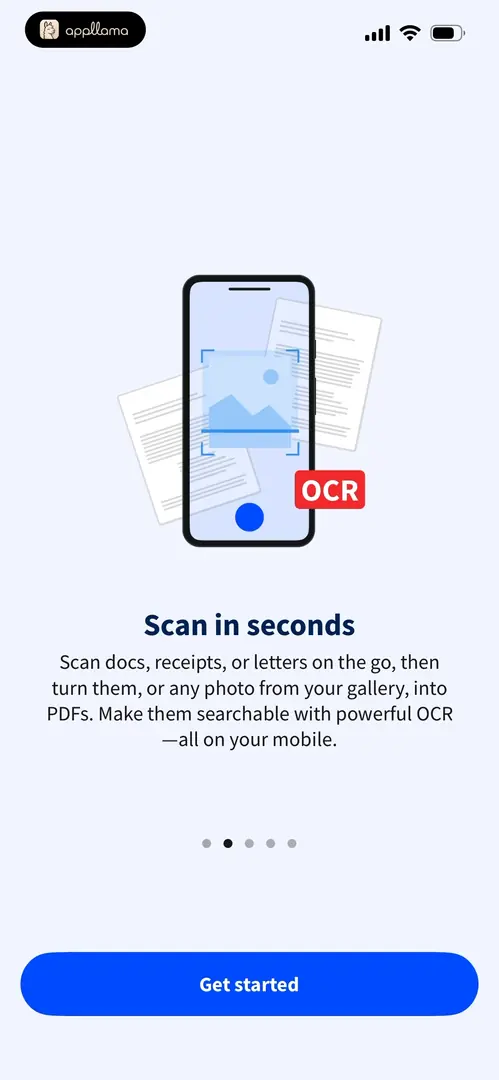 appllama
OCR
Scan in seconds
Scan docs, receipts, or letters on the go, then
turn them, or any photo from your gallery, into
PDFs. Make them searchable with powerful OCR
—all on your mobile.
Get started